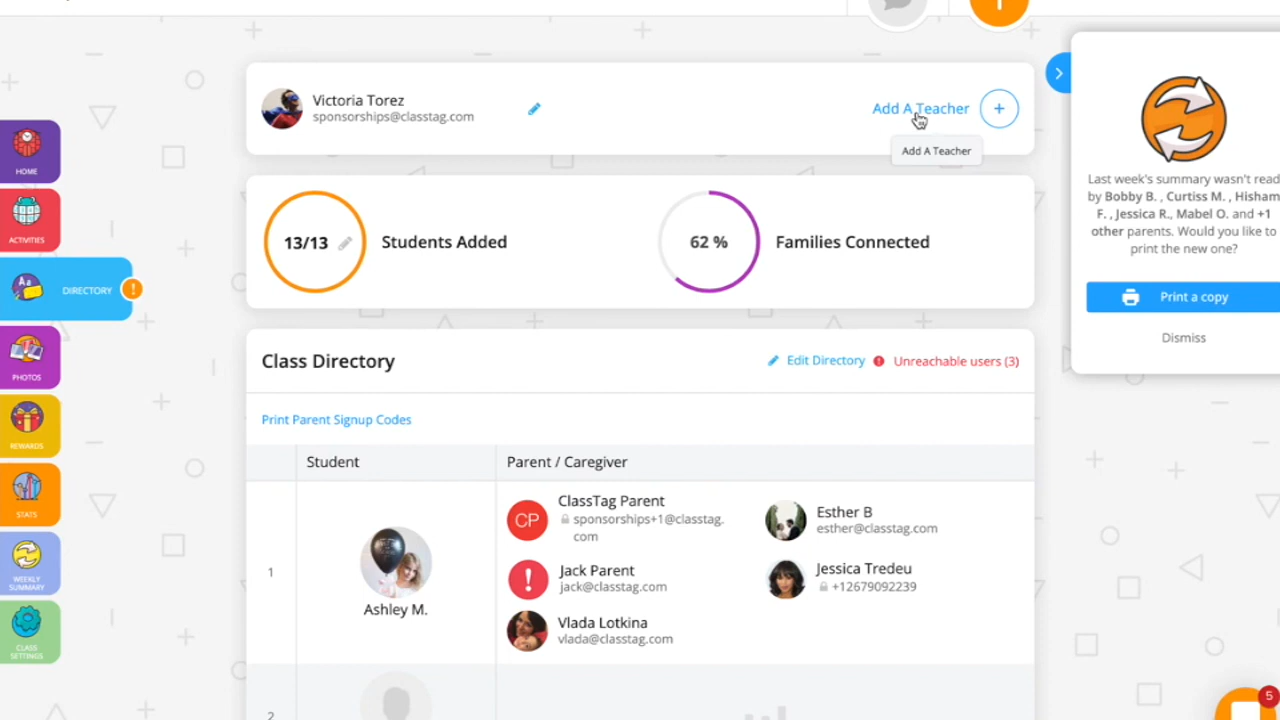 Victoria Torez
sponsorships@classtag.com
Add A Teacher
Add A Teacher
HOME
ACTIVITIES
DIRECTORY
PHOTOS
REWARDS
STATS
WEEKLY
SUMMARY
CLASS
SETTINGS
13/13
Students Added
62 %
Families Connected
Class Directory
Edit Directory
Unreachable users (3)
Print Parent Signup Codes
Student
Parent / Caregiver
1
Ashley M.
CP
ClassTag Parent
sponsorships+1@classtag.
com
Esther B
esther@classtag.com
Jack Parent
jack@classtag.com
Jessica Tredeu
+12679092239
Vlada Lotkina
vlada@classtag.com
2
Last week's summary wasn't read
by Bobby B. , Curtiss M. , Hisham
F. , Jessica R., Mabel O. and +1
other parents. Would you like to
print the new one?
Print a copy
Dismiss
5